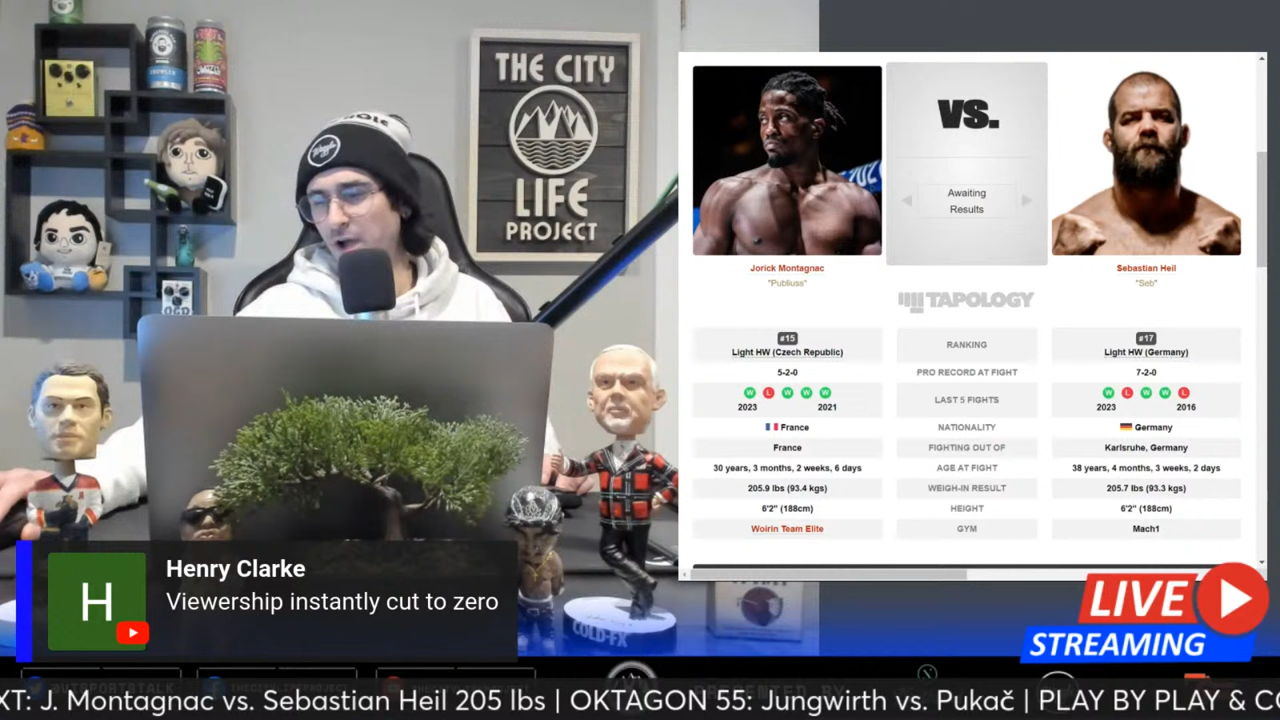 THE CITY
LIFE
PROJECT
VS.
Awaiting
Results
Jorick Montagnac
"Publiuss"
Sebastian Heil
"Seb"
TAPOLOGY
#15
Light HW (Czech Republic)
RANKING
#17
Light HW (Germany)
5-2-0
PRO RECORD AT FIGHT
7-2-0
W L W W W
2023 2021
LAST 5 FIGHTS
W L W W L
2023 2016
France
NATIONALITY
Germany
France
FIGHTING OUT OF
Karlsruhe, Germany
30 years, 3 months, 2 weeks, 6 days
AGE AT FIGHT
38 years, 4 months, 3 weeks, 2 days
205.9 lbs (93.4 kgs)
WEIGH-IN RESULT
205.7 lbs (93.3 kgs)
6'2" (188cm)
HEIGHT
6'2" (188cm)
Woirin Team Elite
GYM
Mach1
H
Henry Clarke
Viewership instantly cut to zero
COLD-FX
LIVE
STREAMING
XT: J. Montagnac vs. Sebastian Heil 205 lbs | OKTAGON 55: Jungwirth vs. Pukač | PLAY BY PLAY & C